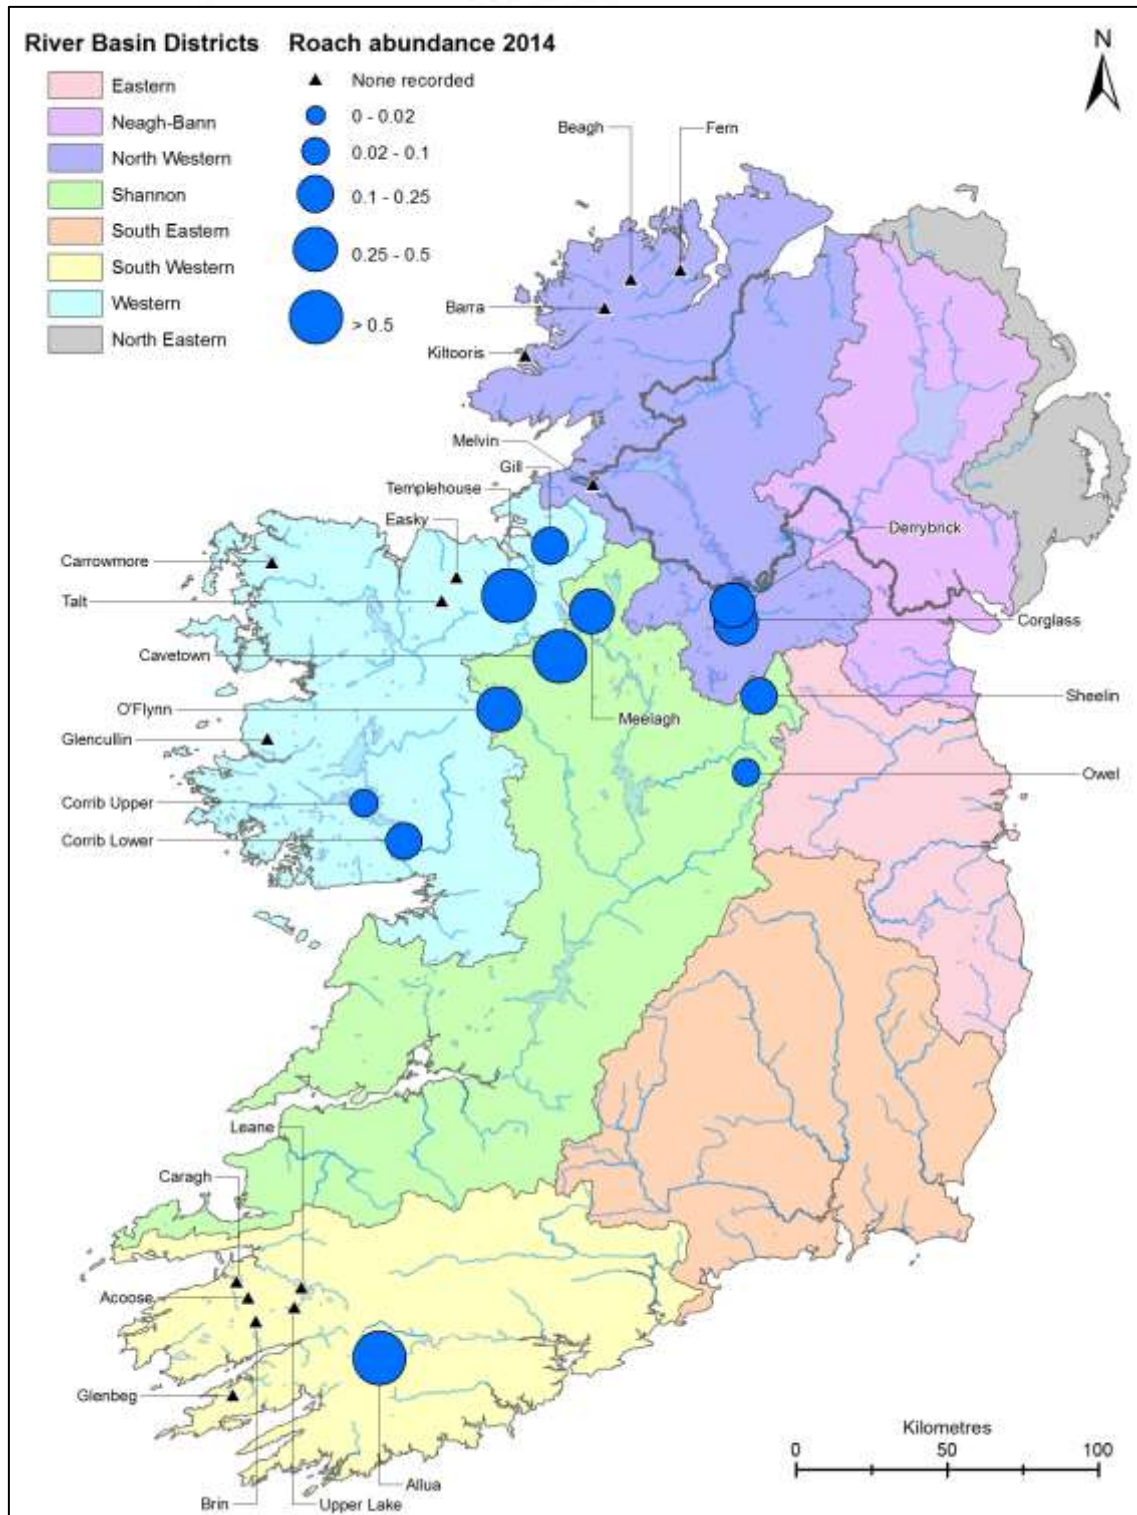 River Basin Districts
Eastern
Neagh-Bann
North Western
Shannon
South Eastern
South Western
Western
North Eastern
Roach abundance 2014
None recorded
0 - 0.02
0.02 - 0.1
0.1 - 0.25
0.25 - 0.5
> 0.5
N
Beagh
Fern
Barra
Kiltooris
Melvin
Gill
Templehouse
Easky
Carrowmore
Talt
Cavetown
O'Flynn
Glencullin
Corrib Upper
Corrib Lower
Derrybrick
Corglass
Sheelin
Meelagh
Owel
Leane
Caragh
Acoose
Glenbeg
Brin
Upper Lake
Allua
Kilometres
0 50 100